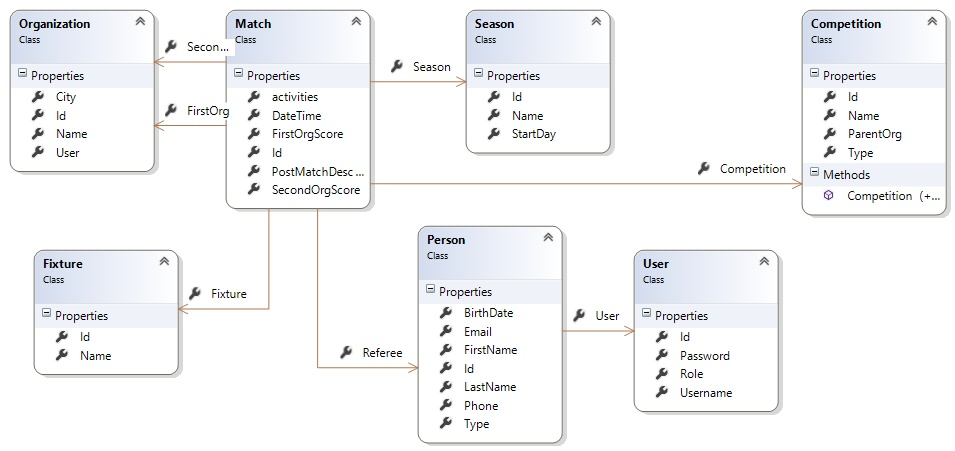 Organization
Class
Properties
City
Id
Name
User
Secon...
FirstOrg
Match
Class
Properties
activities
DateTime
FirstOrgScore
Id
PostMatchDesc...
SecondOrgScore
Season
Season
Class
Properties
Id
Name
StartDay
Competition
Competition
Class
Properties
Id
Name
ParentOrg
Type
Methods
Competition (+...
Fixture
Class
Properties
Id
Name
Fixture
Referee
Person
Class
Properties
BirthDate
Email
FirstName
Id
LastName
Phone
Type
User
User
Class
Properties
Id
Password
Role
Username